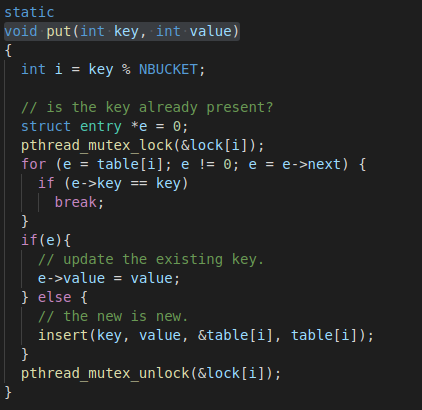 static
void put(int key, int value)
{
  int i = key % NBUCKET;

  // is the key already present?
  struct entry *e = 0;
  pthread_mutex_lock(&lock[i]);
  for (e = table[i]; e != 0; e = e->next) {
    if (e->key == key)
      break;
  }
  if(e){
    // update the existing key.
    e->value = value;
  } else {
    // the new is new.
    insert(key, value, &table[i], table[i]);
  }
  pthread_mutex_unlock(&lock[i]);
}